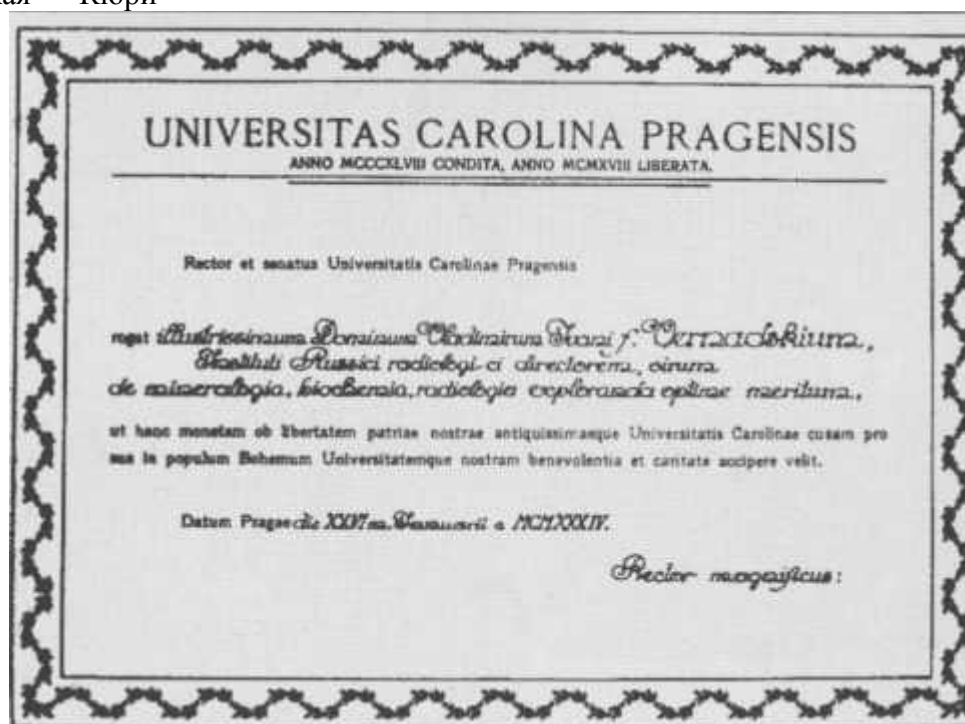 Кюри
UNIVERSITAS CAROLINA PRAGENSIS
ANNO MCCCXLVIII CONDITA, ANNO MCMXVIII LIBERATA.
Rector et senatus Universitatis Carolinae Pragensis
rogat illustrissimum Dominum Vladimirum Ivani f. Vernadskium,
Instituti Russici radiologici directorem, virum
de mineralogia, biochemia, radiologia exploranda optime meritum,
ut hanc monetam ob libertatem patriae nostrae antiquissimaeque Universitatis Carolinae cusam pro
sua in populum Bohemum Universitatemque nostram benevolentia et caritate accipere velit.
Datum Pragae die XXVI m. Januarii a MCMXXXIV.
Rector magnificus: